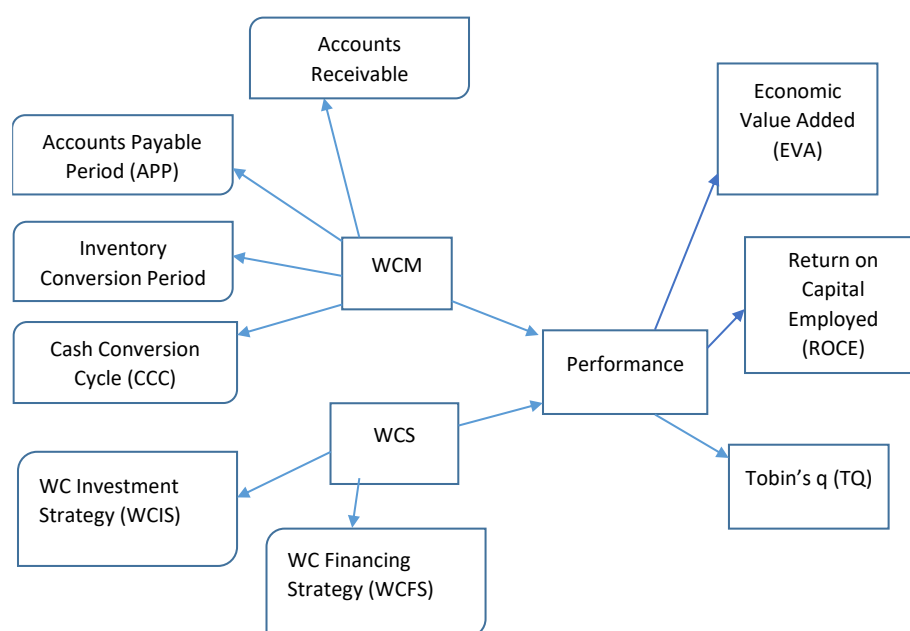 Accounts
Receivable
Economic
Value Added
(EVA)
Accounts Payable
Period (APP)
Inventory
Conversion Period
WCM
Return on
Capital
Employed
(ROCE)
Cash Conversion
Cycle (CCC)
Performance
WCS
WC Investment
Strategy (WCIS)
Tobin’s q (TQ)
WC Financing
Strategy (WCFS)